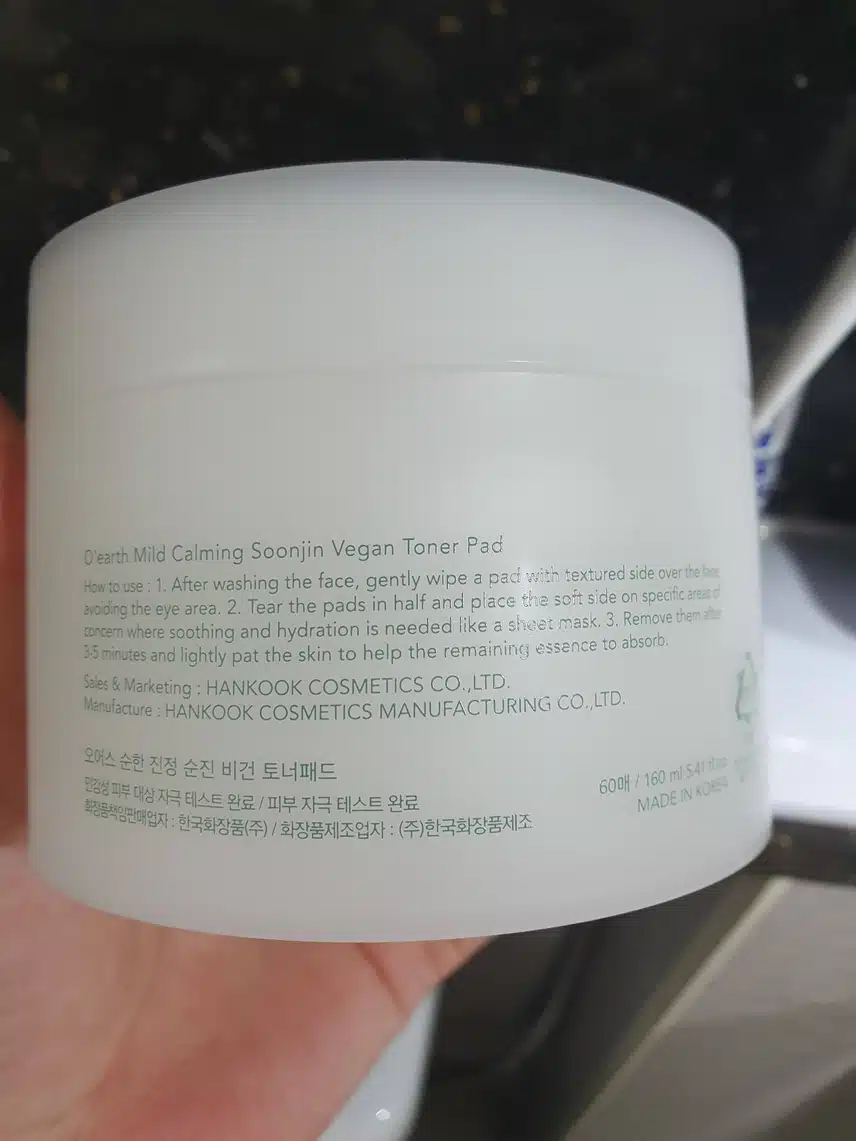 O'earth Mild Calming Soonjin Vegan Toner Pad
How to use : 1. After washing the face, gently wipe a pad with textured side over the face,
avoiding the eye area. 2. Tear the pads in half and place the soft side on specific areas of
concern where soothing and hydration is needed like a sheet mask. 3. Remove them after
3-5 minutes and lightly pat the skin to help the remaining essence to absorb.
Sales & Marketing : HANKOOK COSMETICS CO.,LTD.
Manufacture : HANKOOK COSMETICS MANUFACTURING CO.,LTD.
오어스 순한 진정 순진 비건 토너패드
민감성 피부 대상 자극 테스트 완료 / 피부 자극 테스트 완료
화장품책임판매업자 : 한국화장품(주) / 화장품제조업자 : (주)한국화장품제조
60매 / 160 ml 5.41 fl.oz
MADE IN KOREA